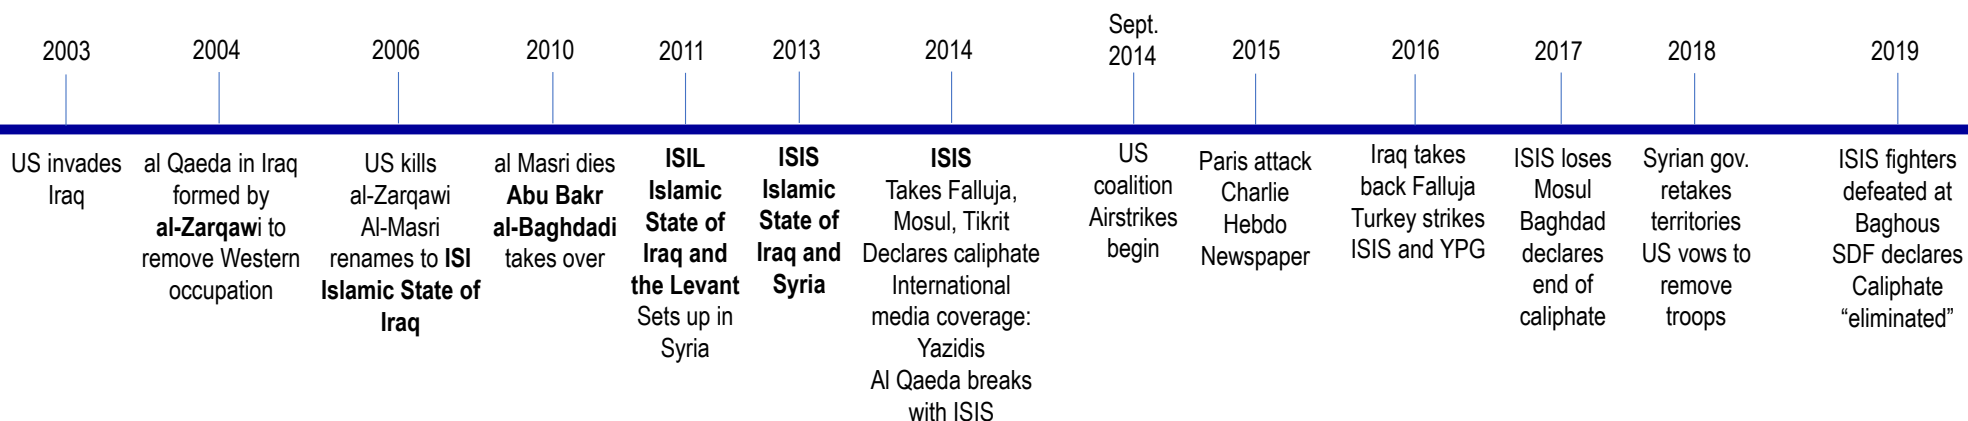 2003
US invades
Iraq
2004
al Qaeda in Iraq
formed by
al-Zarqawi to
remove Western
occupation
2006
US kills
al-Zarqawi
Al-Masri
renames to ISI
Islamic State of
Iraq
2010
al Masri dies
Abu Bakr
al-Baghdadi
takes over
2011
ISIL
Islamic
State of
Iraq and
the Levant
Sets up in
Syria
2013
ISIS
Islamic
State of
Iraq and
Syria
2014
ISIS
Takes Falluja,
Mosul, Tikrit
Declares caliphate
International
media coverage:
Yazidis
Al Qaeda breaks
with ISIS
Sept.
2014
US
coalition
Airstrikes
begin
2015
Paris attack
Charlie
Hebdo
Newspaper
2016
Iraq takes
back Falluja
Turkey strikes
ISIS and YPG
2017
ISIS loses
Mosul
Baghdad
declares
end of
caliphate
2018
Syrian gov.
retakes
territories
US vows to
remove
troops
2019
ISIS fighters
defeated at
Baghous
SDF declares
Caliphate
“eliminated”